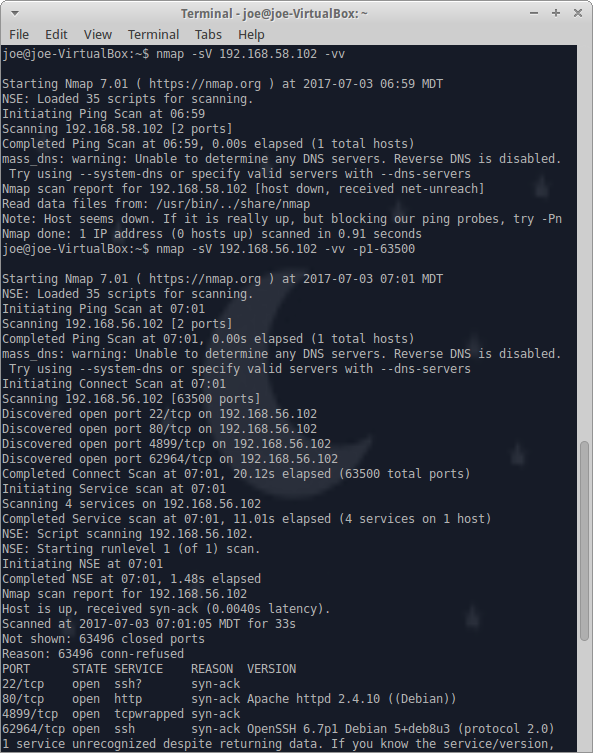 Terminal - joe@joe-VirtualBox: ~
File Edit View Terminal Tabs Help
joe@joe-VirtualBox:~$ nmap -sV 192.168.58.102 -vv
Starting Nmap 7.01 ( https://nmap.org ) at 2017-07-03 06:59 MDT
NSE: Loaded 35 scripts for scanning.
Initiating Ping Scan at 06:59
Scanning 192.168.58.102 [2 ports]
Completed Ping Scan at 06:59, 0.00s elapsed (1 total hosts)
mass_dns: warning: Unable to determine any DNS servers. Reverse DNS is disabled.
 Try using --system-dns or specify valid servers with --dns-servers
Nmap scan report for 192.168.58.102 [host down, received net-unreach]
Read data files from: /usr/bin/../share/nmap
Note: Host seems down. If it is really up, but blocking our ping probes, try -Pn
Nmap done: 1 IP address (0 hosts up) scanned in 0.91 seconds
joe@joe-VirtualBox:~$ nmap -sV 192.168.56.102 -vv -p1-63500
Starting Nmap 7.01 ( https://nmap.org ) at 2017-07-03 07:01 MDT
NSE: Loaded 35 scripts for scanning.
Initiating Ping Scan at 07:01
Scanning 192.168.56.102 [2 ports]
Completed Ping Scan at 07:01, 0.00s elapsed (1 total hosts)
mass_dns: warning: Unable to determine any DNS servers. Reverse DNS is disabled.
 Try using --system-dns or specify valid servers with --dns-servers
Initiating Connect Scan at 07:01
Scanning 192.168.56.102 [63500 ports]
Discovered open port 22/tcp on 192.168.56.102
Discovered open port 80/tcp on 192.168.56.102
Discovered open port 4899/tcp on 192.168.56.102
Discovered open port 62964/tcp on 192.168.56.102
Completed Connect Scan at 07:01, 20.12s elapsed (63500 total ports)
Initiating Service scan at 07:01
Scanning 4 services on 192.168.56.102
Completed Service scan at 07:01, 11.01s elapsed (4 services on 1 host)
NSE: Script scanning 192.168.56.102.
NSE: Starting runlevel 1 (of 1) scan.
Initiating NSE at 07:01
Completed NSE at 07:01, 1.48s elapsed
Nmap scan report for 192.168.56.102
Host is up, received syn-ack (0.0040s latency).
Scanned at 2017-07-03 07:01:05 MDT for 33s
Not shown: 63496 closed ports
Reason: 63496 conn-refused
PORT      STATE SERVICE    REASON  VERSION
22/tcp    open  ssh?       syn-ack
80/tcp    open  http       syn-ack Apache httpd 2.4.10 ((Debian))
4899/tcp  open  tcpwrapped syn-ack
62964/tcp open  ssh        syn-ack OpenSSH 6.7p1 Debian 5+deb8u3 (protocol 2.0)
1 service unrecognized despite returning data. If you know the service/version,